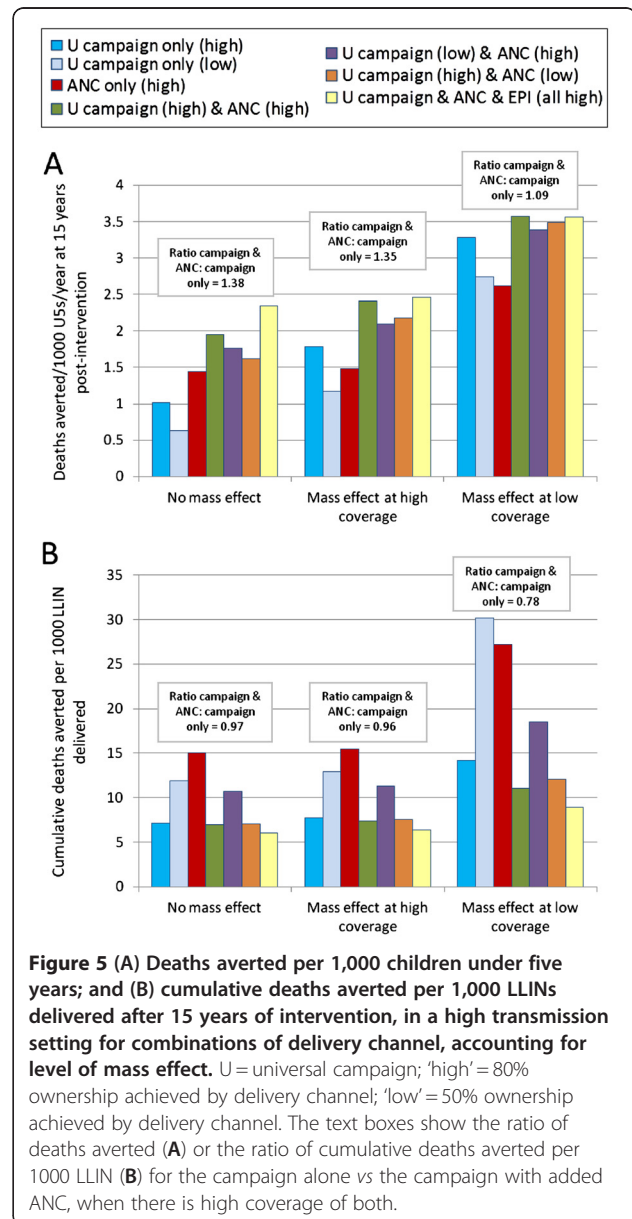 U campaign only (high)
U campaign only (low)
ANC only (high)
U campaign (high) & ANC (high)
U campaign (low) & ANC (high)
U campaign (high) & ANC (low)
U campaign & ANC & EPI (all high)
A
Deaths averted/1000 U5s/year at 15 years
post-intervention
4
3.5
3
2.5
2
1.5
1
0.5
0
Ratio campaign &
ANC: campaign
only = 1.38
Ratio campaign &
ANC: campaign
only = 1.35
Ratio campaign &
ANC: campaign
only = 1.09
No mass effect
Mass effect at high
coverage
Mass effect at low
coverage
B
Cumulative deaths averted per 1000 LLIN
delivered
35
30
25
20
15
10
5
0
Ratio campaign &
ANC: campaign
only = 0.97
Ratio campaign &
ANC: campaign
only = 0.96
Ratio campaign &
ANC: campaign
only = 0.78
No mass effect
Mass effect at high
coverage
Mass effect at low
coverage
Figure 5 (A) Deaths averted per 1,000 children under five
years; and (B) cumulative deaths averted per 1,000 LLINs
delivered after 15 years of intervention, in a high transmission
setting for combinations of delivery channel, accounting for
level of mass effect. U = universal campaign; ‘high’ = 80%
ownership achieved by delivery channel; ‘low’ = 50% ownership
achieved by delivery channel. The text boxes show the ratio of
deaths averted (A) or the ratio of cumulative deaths averted per
1000 LLIN (B) for the campaign alone vs the campaign with added
ANC, when there is high coverage of both.